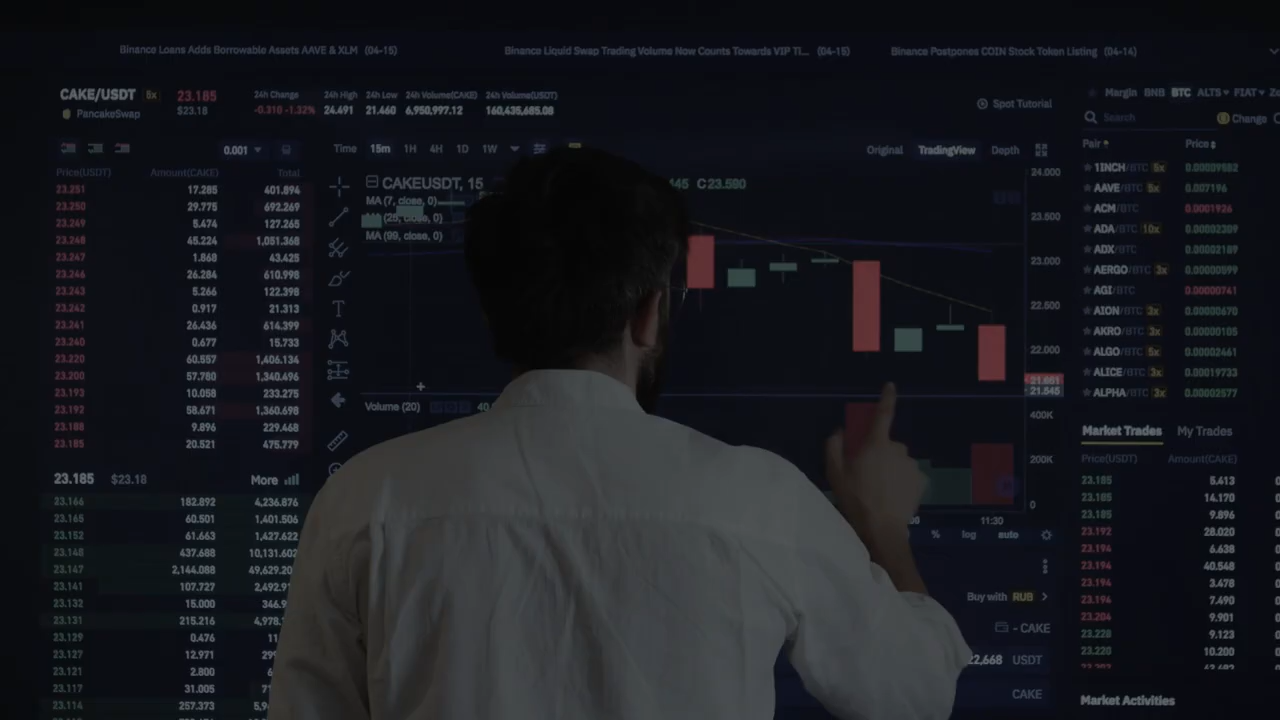 Binance Loans Adds Borrowable Assets AAVE & XLM (04-15)
Binance Liquid Swap Trading Volume Now Counts Towards VIP Ti... (04-15)
Binance Postpones COIN Stock Token Listing (04-14)
CAKE/USDT 5x 23.185
PancakeSwap $23.18
24h Change 24h High 24h Low 24h Volume(CAKE) 24h Volume(USDT)
-0.310 -1.32% 24.491 21.460 6,950,997.12 160,435,685.08
Spot Tutorial
0.001
Price(USDT) Amount(CAKE) Total
23.251 17.285 401.894
23.250 29.775 692.269
23.249 5.474 127.265
23.248 45.224 1,051.368
23.247 1.868 43.425
23.246 26.284 610.998
23.243 5.266 122.398
23.242 0.917 21.313
23.241 26.436 614.399
23.240 0.677 15.733
23.220 60.557 1,406.134
23.200 57.780 1,340.496
23.193 10.058 233.275
23.192 58.671 1,360.698
23.188 9.896 229.468
23.185 20.521 475.779
23.185 $23.18 More
23.166 182.892 4,236.876
23.165 60.501 1,401.506
23.152 61.663 1,427.622
23.148 437.688 10,131.602
23.147 2,144.088 49,629.20
23.141 107.727 2,492.91
23.132 15.000 346.9
23.131 215.216 4,978.
23.129 0.476 11
23.127 12.971 299
23.121 2.800
23.117 31.005
23.114 257.373 5,9
Time 15m 1H 4H 1D 1W
Original TradingView Depth
CAKEUSDT, 15
C23.580
MA (7, close, 0)
(25, close, 0)
MA (99, close, 0)
24.000
23.500
23.000
22.500
22.000
21.661
21.545
Volume (20)
400K
200K
0
11:30
% log auto
Buy with RUB
- CAKE
22,668 USDT
CAKE
Margin BNB BTC ALTS FIAT
Search Change
Pair Price
1INCH/BTC 5x 0.00009582
AAVE/BTC 5x 0.007196
ACM/BTC 0.0001926
ADA/BTC 10x 0.00002309
ADX/BTC 0.00002189
AERGO/BTC 3x 0.00000599
AGI/BTC 0.00000741
AION/BTC 3x 0.00000670
AKRO/BTC 3x 0.00000105
ALGO/BTC 5x 0.00002461
ALICE/BTC 3x 0.00019733
ALPHA/BTC 3x 0.00002577
Market Trades My Trades
Price(USDT) Amount(CAKE)
23.185 5.413
23.185 14.170
23.185 9.896
23.192 28.020
23.194 6.638
23.194 40.548
23.194 3.478
23.194 7.490
23.204 9.901
23.228 9.123
23.220 10.200
Market Activities